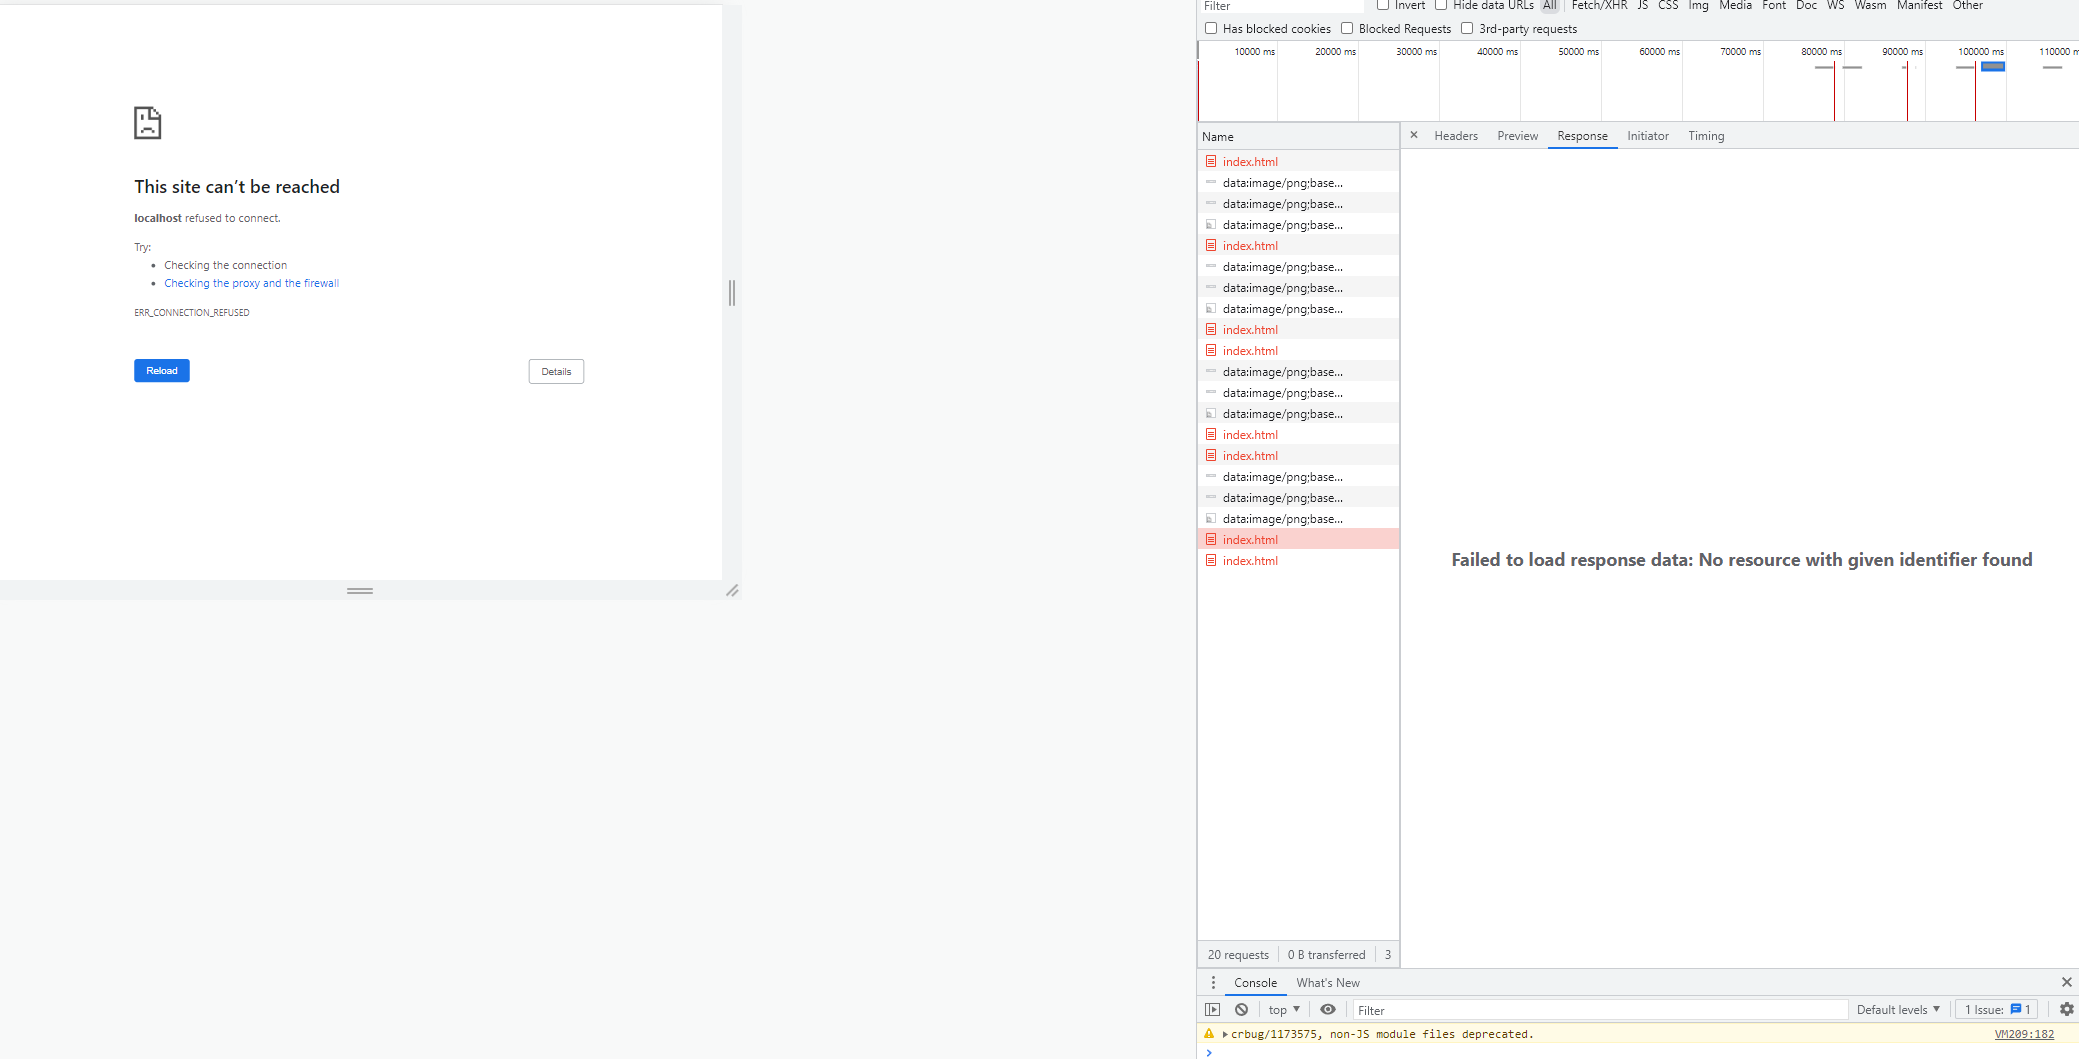 This site can’t be reached
localhost refused to connect.
Try:
Checking the connection
Checking the proxy and the firewall
ERR_CONNECTION_REFUSED
Reload
Details
Filter
Invert
Hide data URLs
All
Fetch/XHR JS CSS Img Media Font Doc WS Wasm Manifest Other
Has blocked cookies
Blocked Requests
3rd-party requests
10000 ms
20000 ms
30000 ms
40000 ms
50000 ms
60000 ms
70000 ms
80000 ms
90000 ms
100000 ms
110000 m
Name
index.html
data:image/png;base...
data:image/png;base...
data:image/png;base...
index.html
data:image/png;base...
data:image/png;base...
data:image/png;base...
index.html
index.html
data:image/png;base...
data:image/png;base...
data:image/png;base...
index.html
index.html
data:image/png;base...
data:image/png;base...
data:image/png;base...
index.html
index.html
× Headers Preview Response Initiator Timing
Failed to load response data: No resource with given identifier found
20 requests
0 B transferred
3
Console
What's New
top
Filter
Default levels
1 Issue:
1
crbug/1173575, non-JS module files deprecated.
VM209:182